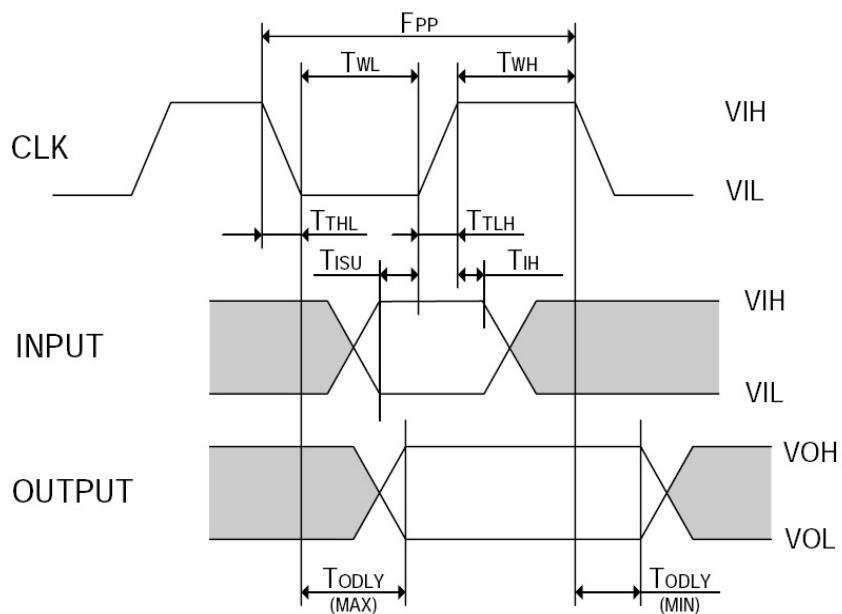 FPP
TWL
TWH
CLK
VIH
VIL
TTHL
TTLH
TISU
TIH
INPUT
VIH
VIL
OUTPUT
VOH
VOL
TODLY
(MAX)
TODLY
(MIN)